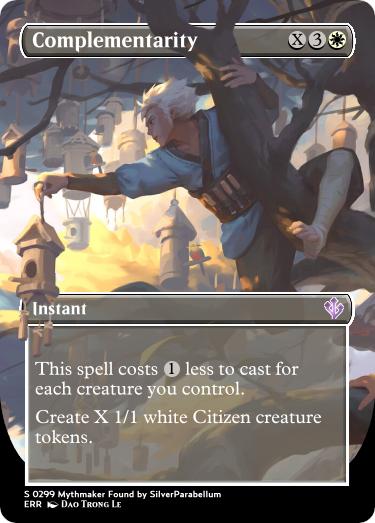 Complementarity X 3
Instant
This spell costs 1 less to cast for
each creature you control.
Create X 1/1 white Citizen creature
tokens.
S 0299 Mythmaker Found by SilverParabellum
ERR Dao Trong Le